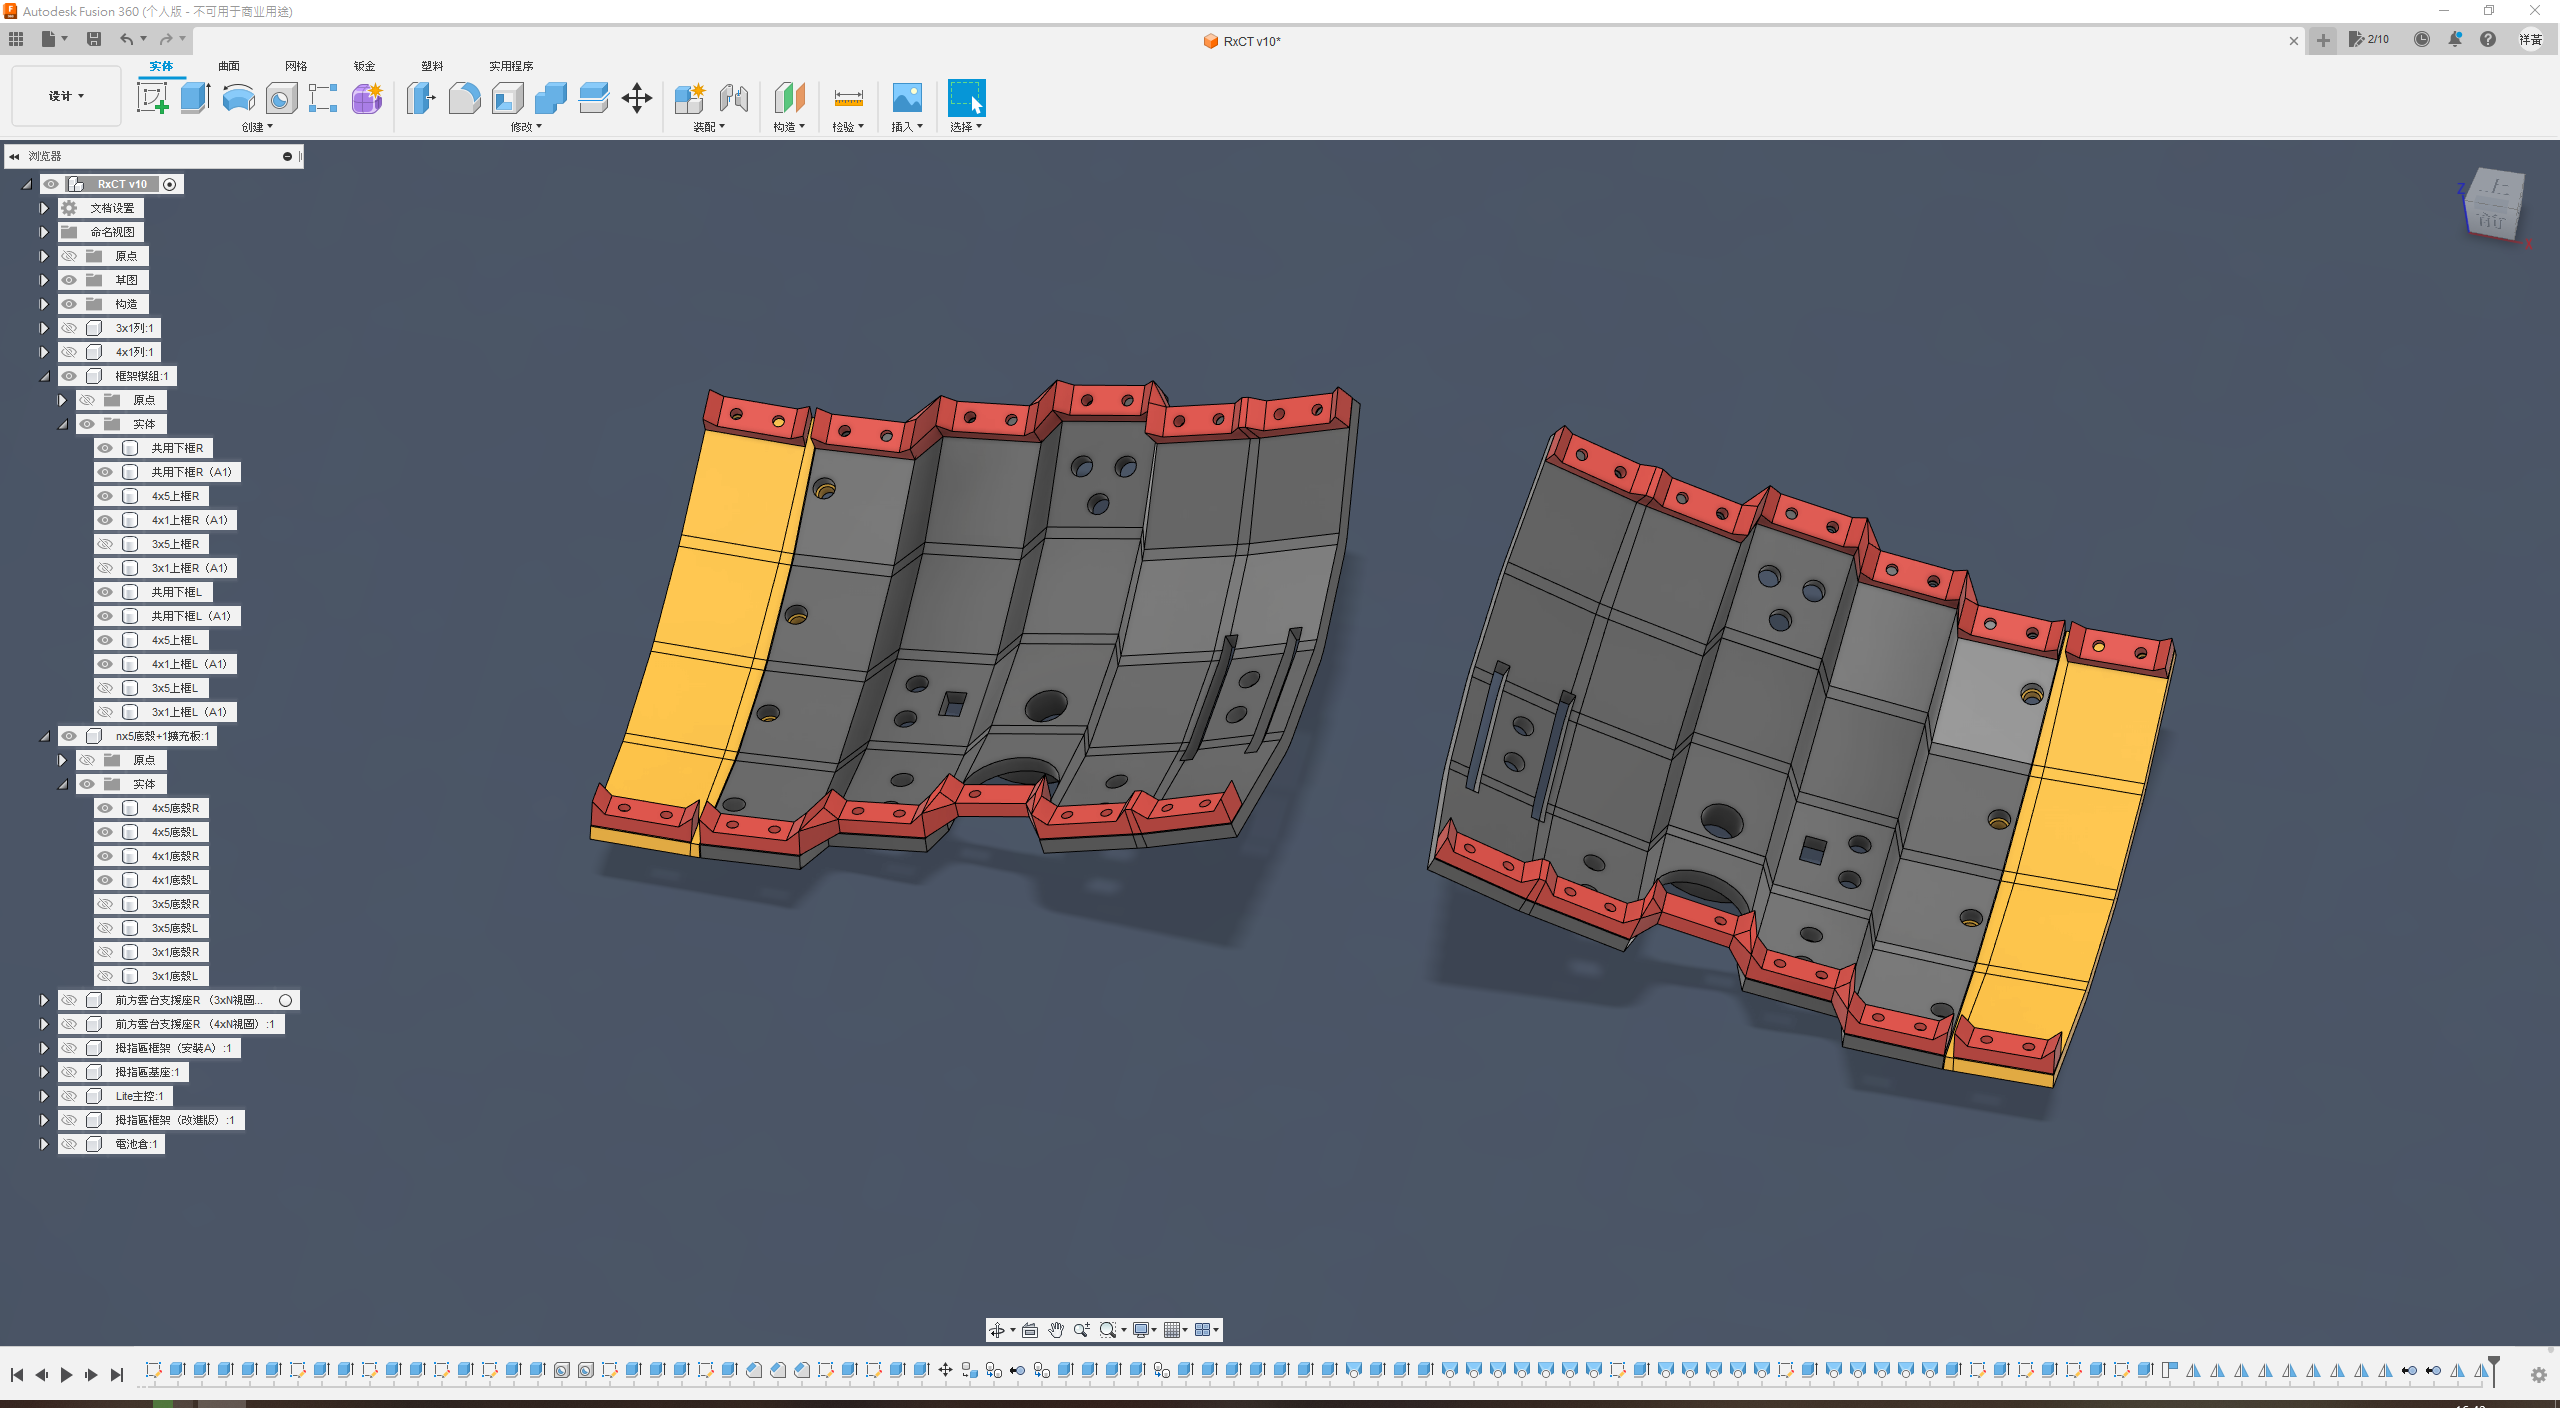 Autodesk Fusion 360 (个人版 - 不可用于商业用途)
RxCT v10*
2/10
祥黃
实体 曲面 网格 钣金 塑料 实用程序
设计
创建 修改 装配 构造 检验 插入 选择
浏览器
RxCT v10
文档设置
命名视图
原点
草图
构造
3x1列:1
4x1列:1
框架模組:1
原点
实体
共用下框R
共用下框R（A1）
4x5上框R
4x1上框R（A1）
3x5上框R
3x1上框R（A1）
共用下框L
共用下框L（A1）
4x5上框L
4x1上框L（A1）
3x5上框L
3x1上框L（A1）
nx5底殼+1擴充板:1
原点
实体
4x5底殼R
4x5底殼L
4x1底殼R
4x1底殼L
3x5底殼R
3x5底殼L
3x1底殼R
3x1底殼L
前方雲台支援座R （3xN視圖...
前方雲台支援座R （4xN視圖）:1
拇指區框架（安裝A）:1
拇指區基座:1
Lite主控:1
拇指區框架（改進版）:1
電池倉:1
上
前
Z
X